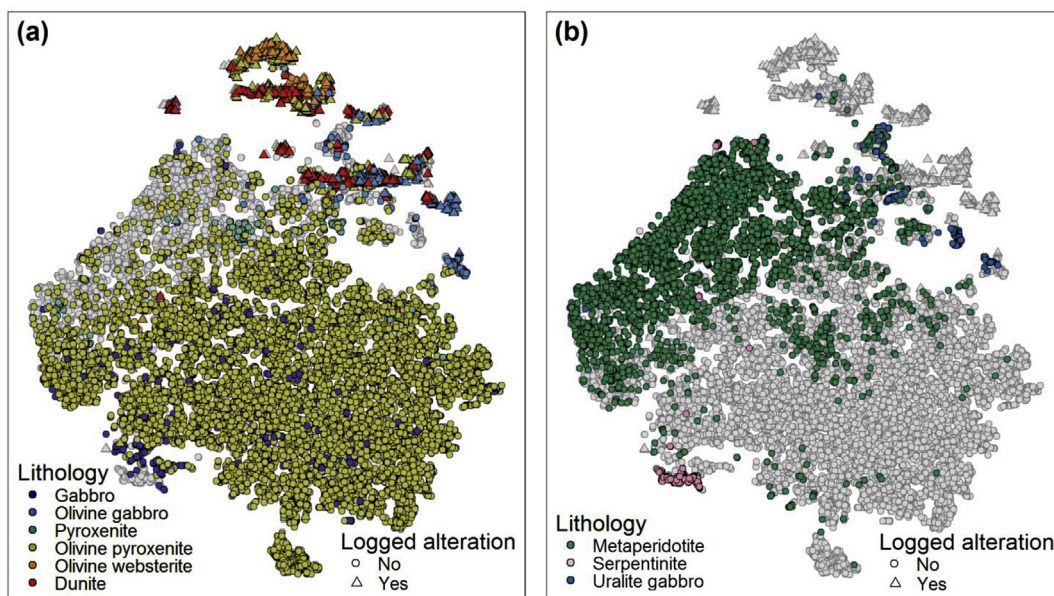 (a)
Lithology
Gabbro
Olivine gabbro
Pyroxenite
Olivine pyroxenite
Olivine websterite
Dunite
Logged alteration
No
Yes
(b)
Lithology
Metaperidotite
Serpentinite
Uralite gabbro
Logged alteration
No
Yes